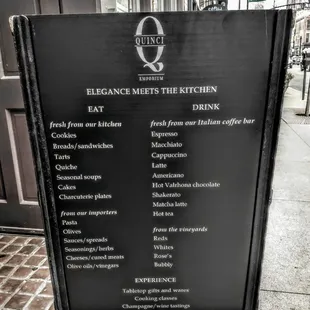 QUINCI
EMPORIUM
ELEGANCE MEETS THE KITCHEN
EAT
fresh from our kitchen
Cookies
Breads/sandwiches
Tarts
Quiche
Seasonal soups
Cakes
Charcuterie plates
from our importers
Pasta
Olives
Sauces/spreads
Seasonings/herbs
Cheeses/cured meats
Olive oils/vinegars
DRINK
fresh from our Italian coffee bar
Espresso
Macchiato
Cappuccino
Latte
Americano
Hot Valrhona chocolate
Shakerato
Matcha latte
Hot tea
from the vineyards
Reds
Whites
Rose's
Bubbly
EXPERIENCE
Tabletop gifts and wares
Cooking classes
Champagne/wine tastings